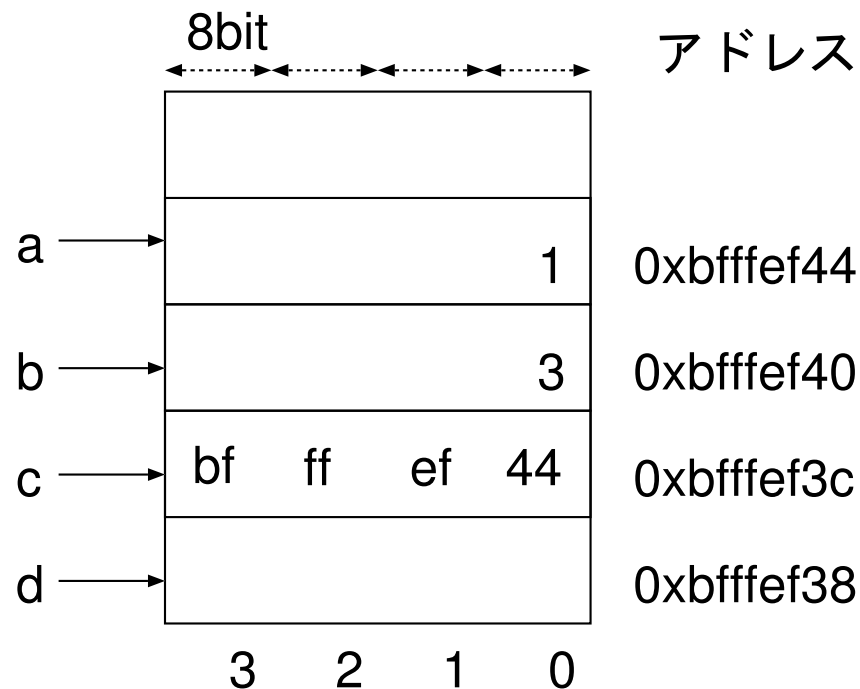 8bit アドレス
a 1 0xbfffef44
b 3 0xbfffef40
c bf ff ef 44 0xbfffef3c
d 0xbfffef38
3 2 1 0